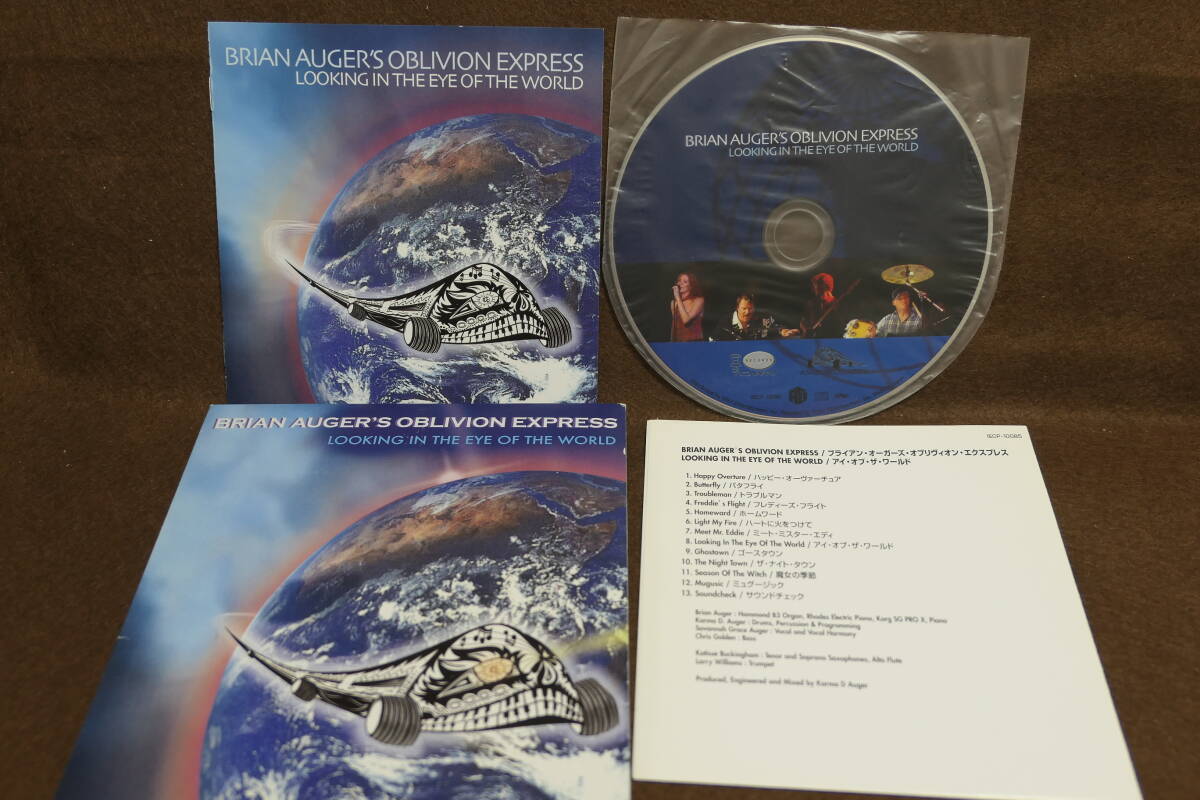 BRIAN AUGER'S OBLIVION EXPRESS
LOOKING IN THE EYE OF THE WORLD
BRIAN AUGER'S OBLIVION EXPRESS
LOOKING IN THE EYE OF THE WORLD
RECORDS
BRIAN AUGER'S OBLIVION EXPRESS
LOOKING IN THE EYE OF THE WORLD
IECP-10085
BRIAN AUGER`S OBLIVION EXPRESS / ブライアン・オーガーズ・オブリヴィオン・エクスプレス
LOOKING IN THE EYE OF THE WORLD / アイ・オブ・ザ・ワールド
1. Happy Overture / ハッピー・オーヴァーチュア
2. Butterfly / バタフライ
3. Troubleman / トラブルマン
4. Freddie`s Flight / フレディーズ・フライト
5. Homeward / ホームワード
6. Light My Fire / ハートに火をつけて
7. Meet Mr. Eddie / ミート・ミスター・エディ
8. Looking In The Eye Of The World / アイ・オブ・ザ・ワールド
9. Ghostown / ゴースタウン
10. The Night Town / ザ・ナイト・タウン
11. Season Of The Witch / 魔女の季節
12. Mugusic / ミュグージック
13. Soundcheck / サウンドチェック
Brian Auger : Hammond B3 Organ, Rhodes Electric Piano, Korg SG PRO X, Piano
Karma D. Auger : Drums, Percussion & Programming
Savannah Grace Auger : Vocal and Vocal Harmony
Chris Golden : Bass
Katisse Buckingham : Tenor and Soprano Saxophones, Alto Flute
Larry Williams : Trumpet
Produced, Engineered and Mixed by Karma D Auger